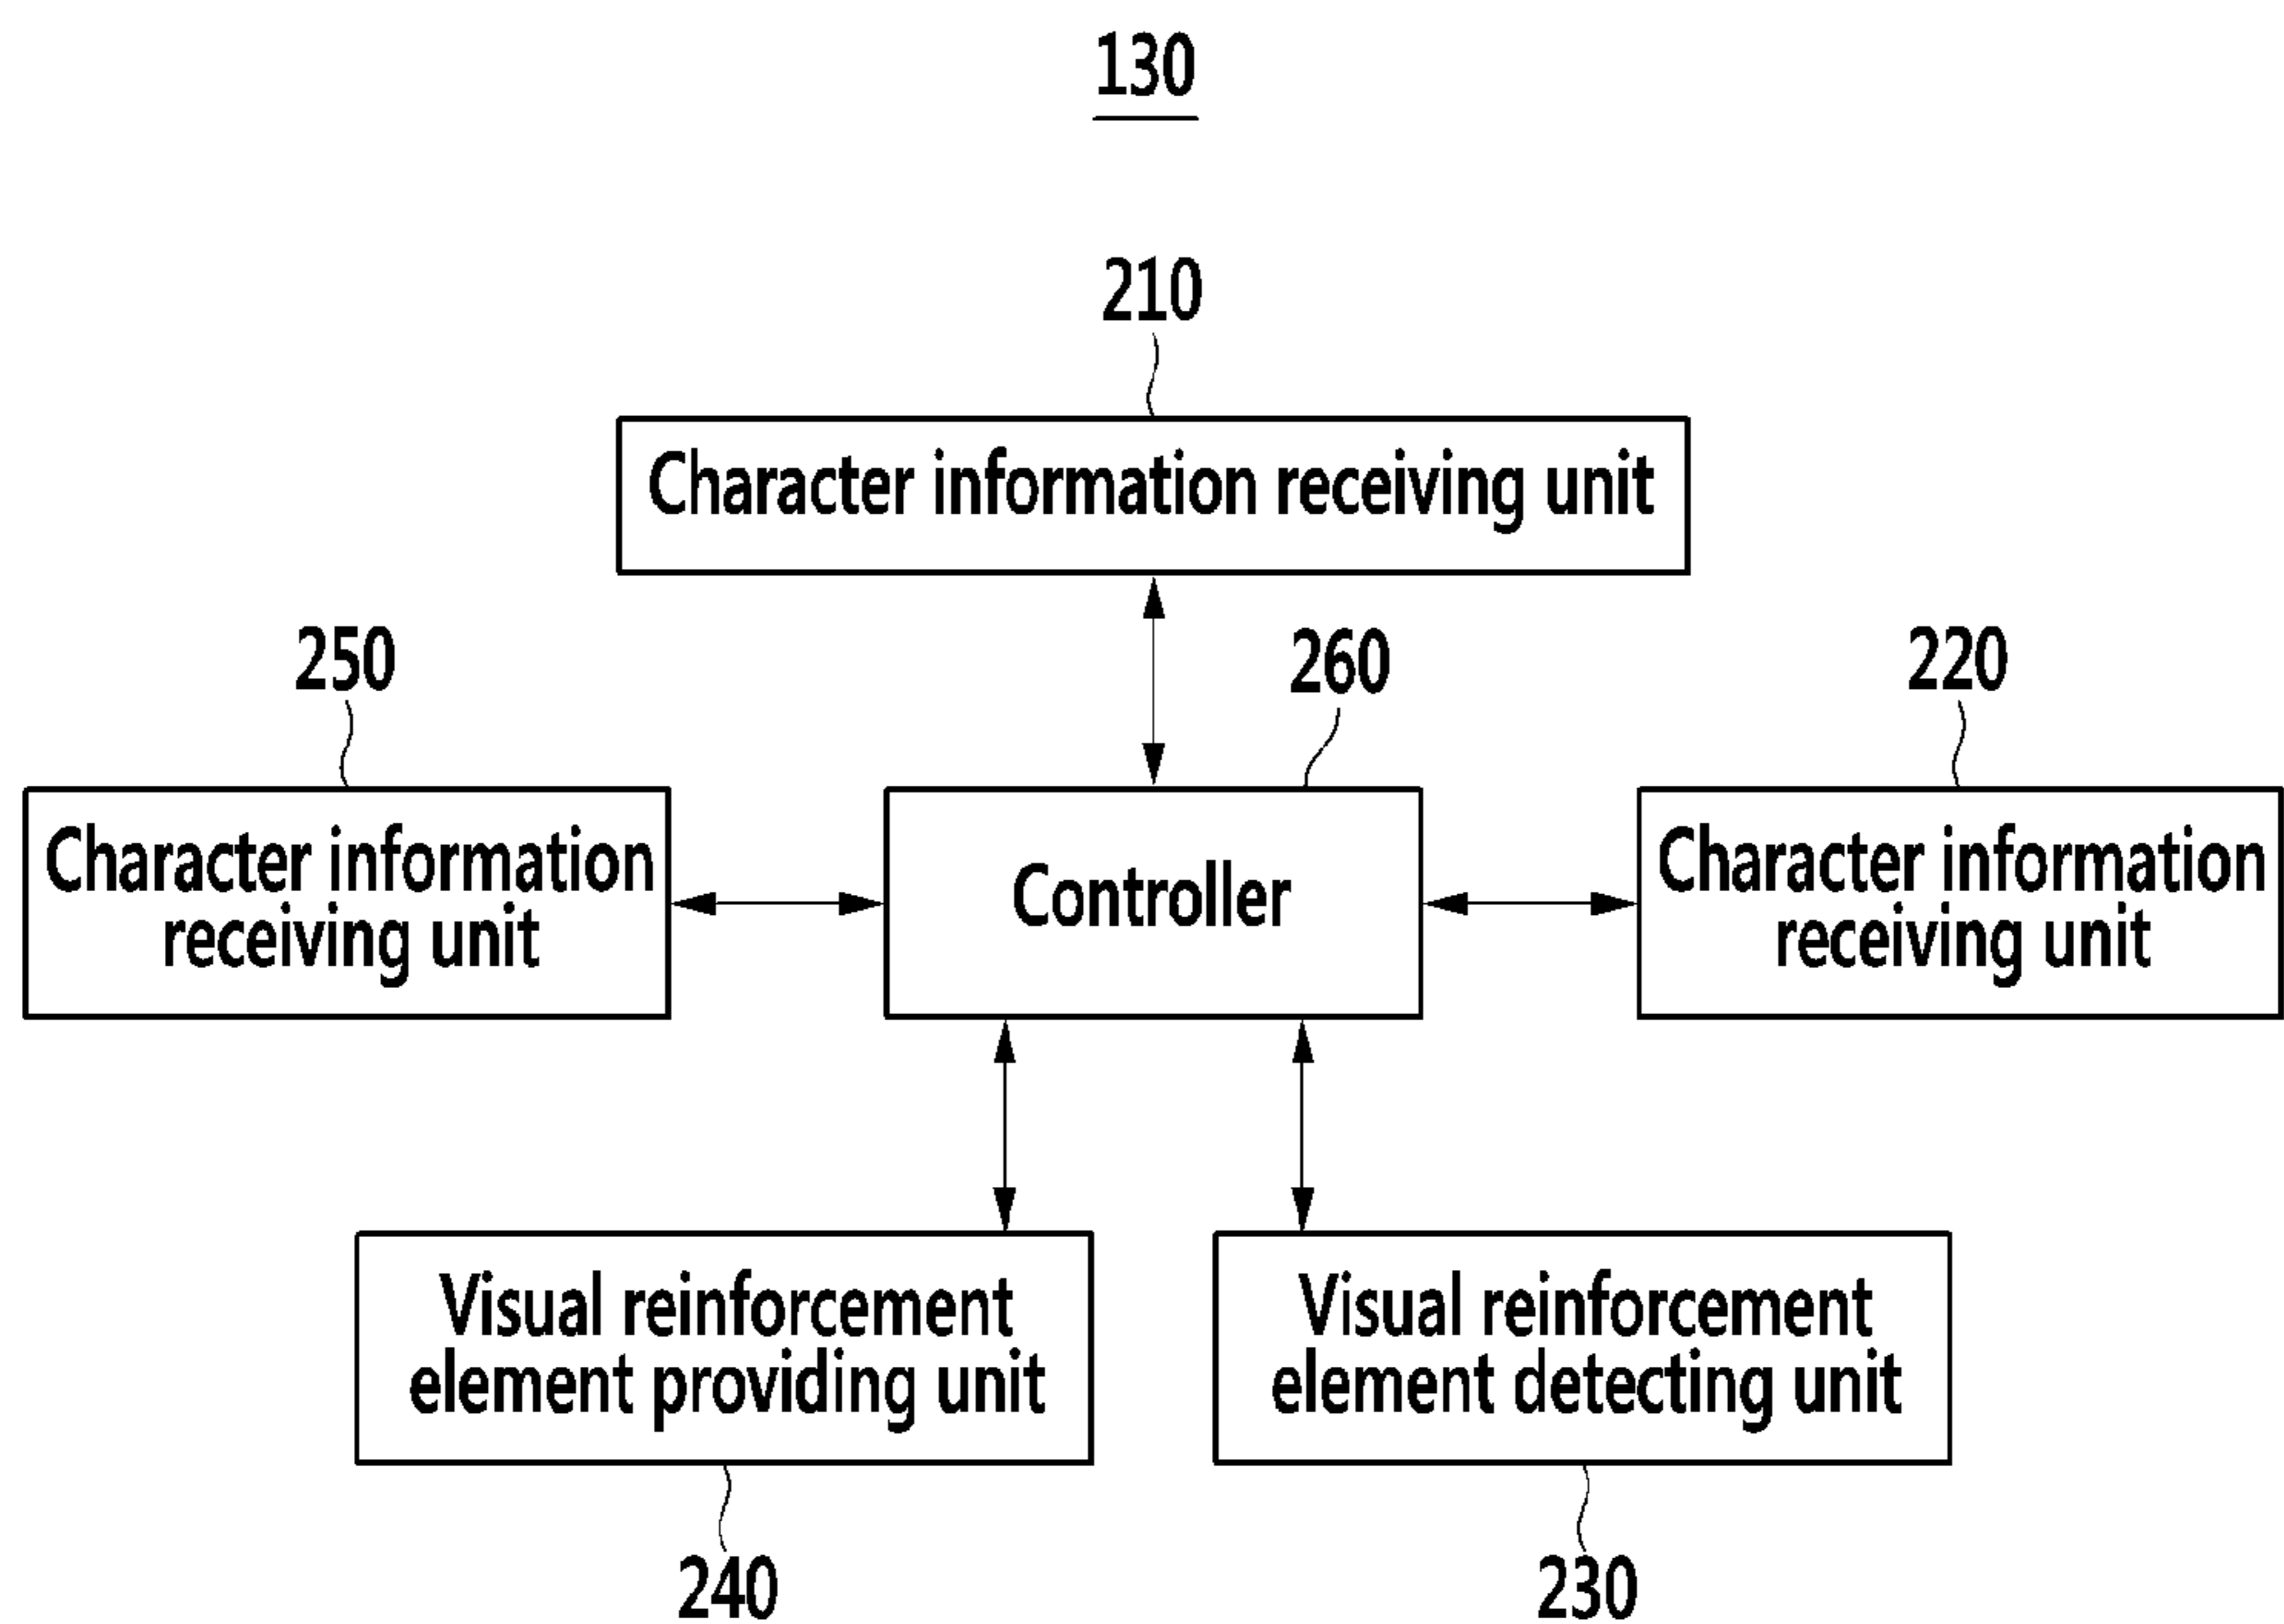 130
210
Character information receiving unit
250
260
220
Character information
receiving unit
Controller
Character information
receiving unit
Visual reinforcement
element providing unit
Visual reinforcement
element detecting unit
240
230